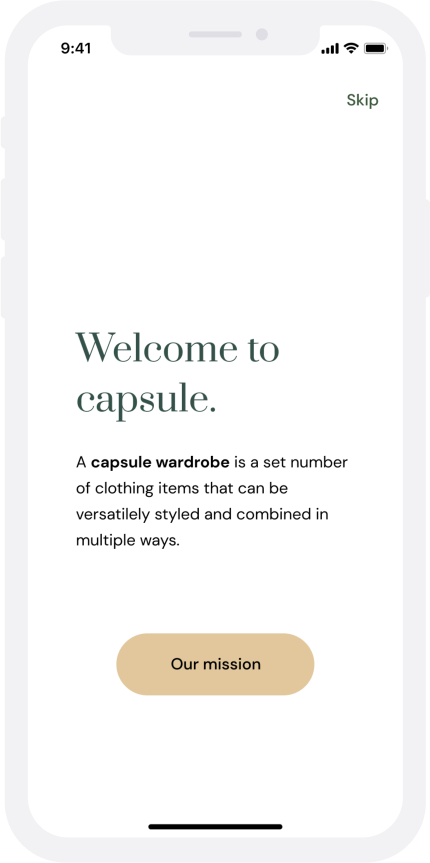 9:41
Skip
Welcome to
capsule.
A capsule wardrobe is a set number
of clothing items that can be
versatilely styled and combined in
multiple ways.
Our mission